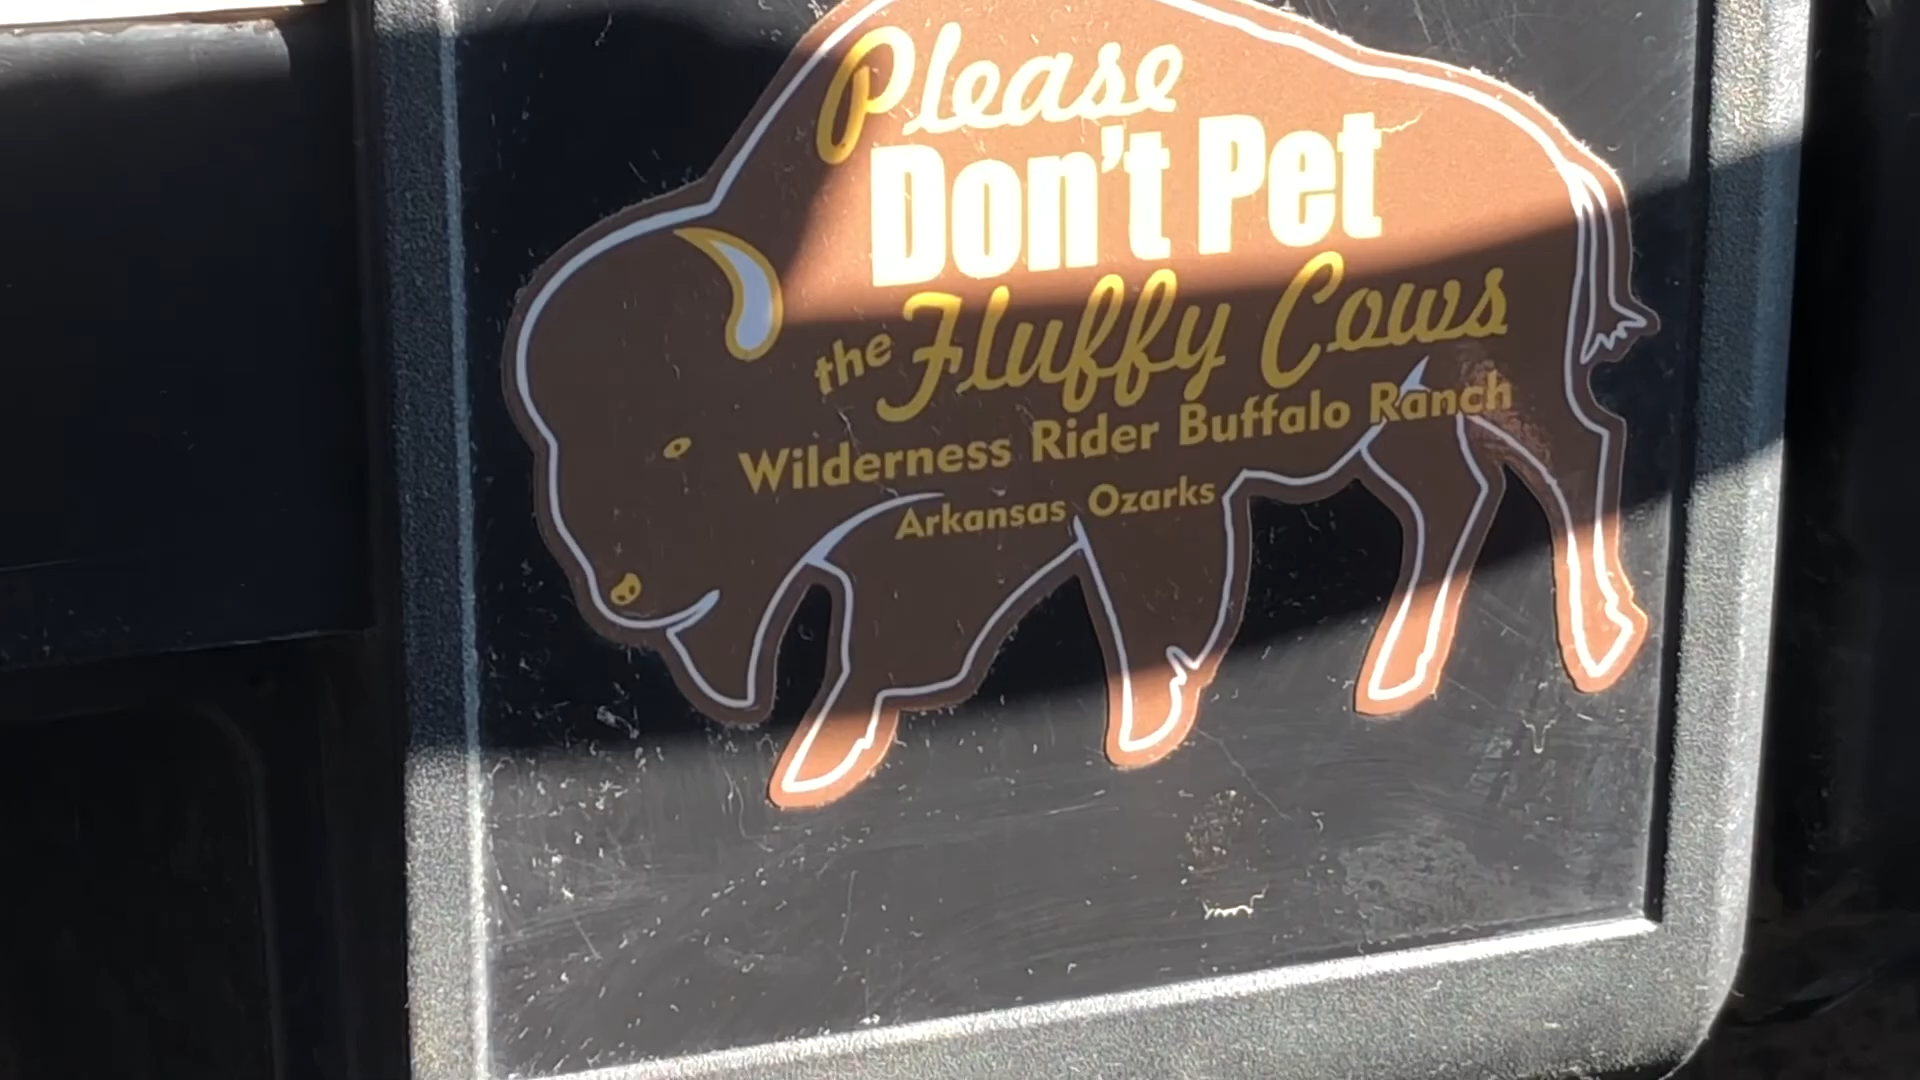 Please
Don't Pet
the Fluffy Cows
Wilderness Rider Buffalo Ranch
Arkansas Ozarks